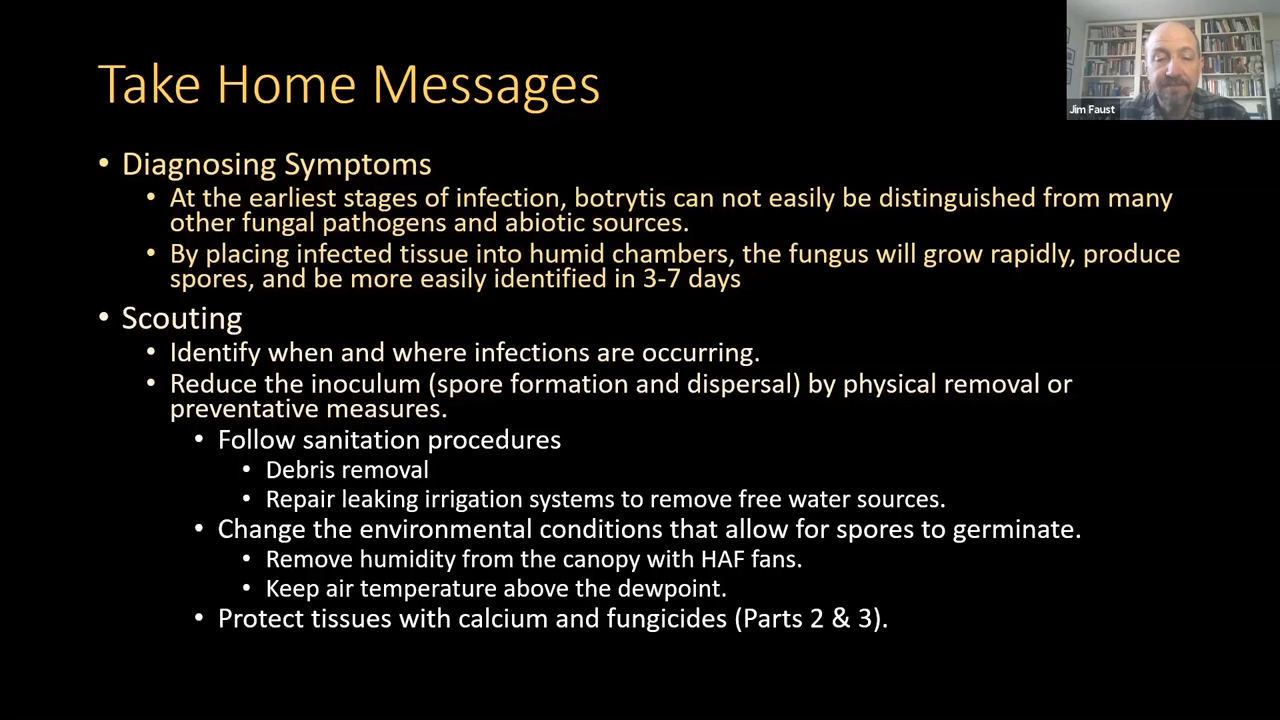 Take Home Messages
Jim Faust
• Diagnosing Symptoms
• At the earliest stages of infection, botrytis can not easily be distinguished from many
other fungal pathogens and abiotic sources.
• By placing infected tissue into humid chambers, the fungus will grow rapidly, produce
spores, and be more easily identified in 3-7 days
• Scouting
• Identify when and where infections are occurring.
• Reduce the inoculum (spore formation and dispersal) by physical removal or
preventative measures.
• Follow sanitation procedures
• Debris removal
• Repair leaking irrigation systems to remove free water sources.
• Change the environmental conditions that allow for spores to germinate.
• Remove humidity from the canopy with HAF fans.
• Keep air temperature above the dewpoint.
• Protect tissues with calcium and fungicides (Parts 2 & 3).